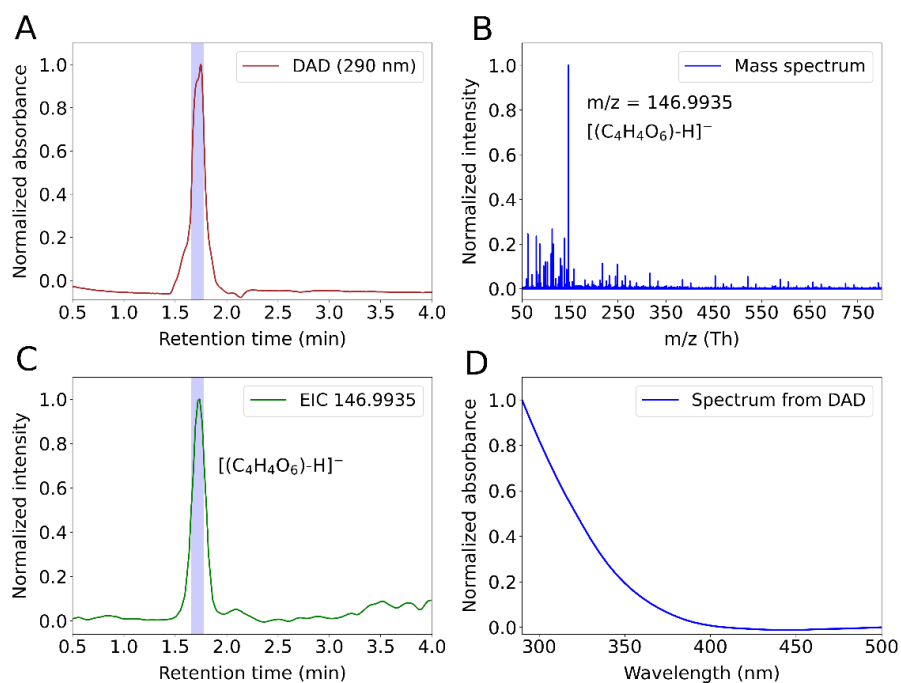 A
DAD (290 nm)
Normalized absorbance
1.0
0.8
0.6
0.4
0.2
0.0
0.5 1.0 1.5 2.0 2.5 3.0 3.5 4.0
Retention time (min)
B
Mass spectrum
m/z = 146.9935
[(C₄H₄O₆)-H]⁻
Normalized intensity
1.0
0.8
0.6
0.4
0.2
0.0
50 150 250 350 450 550 650 750
m/z (Th)
C
EIC 146.9935
[(C₄H₄O₆)-H]⁻
Normalized intensity
1.0
0.8
0.6
0.4
0.2
0.0
0.5 1.0 1.5 2.0 2.5 3.0 3.5 4.0
Retention time (min)
D
Spectrum from DAD
Normalized absorbance
1.0
0.8
0.6
0.4
0.2
0.0
300 350 400 450 500
Wavelength (nm)